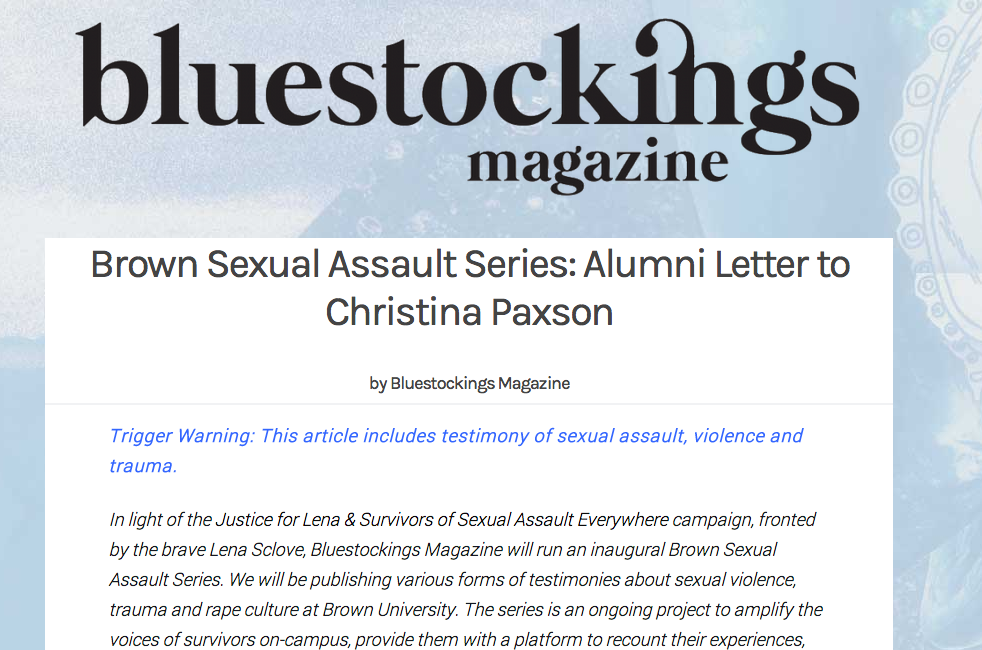 bluestockings
magazine
Brown Sexual Assault Series: Alumni Letter to
Christina Paxson
by Bluestockings Magazine
Trigger Warning: This article includes testimony of sexual assault, violence and
trauma.
In light of the Justice for Lena & Survivors of Sexual Assault Everywhere campaign, fronted
by the brave Lena Sclove, Bluestockings Magazine will run an inaugural Brown Sexual
Assault Series. We will be publishing various forms of testimonies about sexual violence,
trauma and rape culture at Brown University. The series is an ongoing project to amplify the
voices of survivors on-campus, provide them with a platform to recount their experiences,